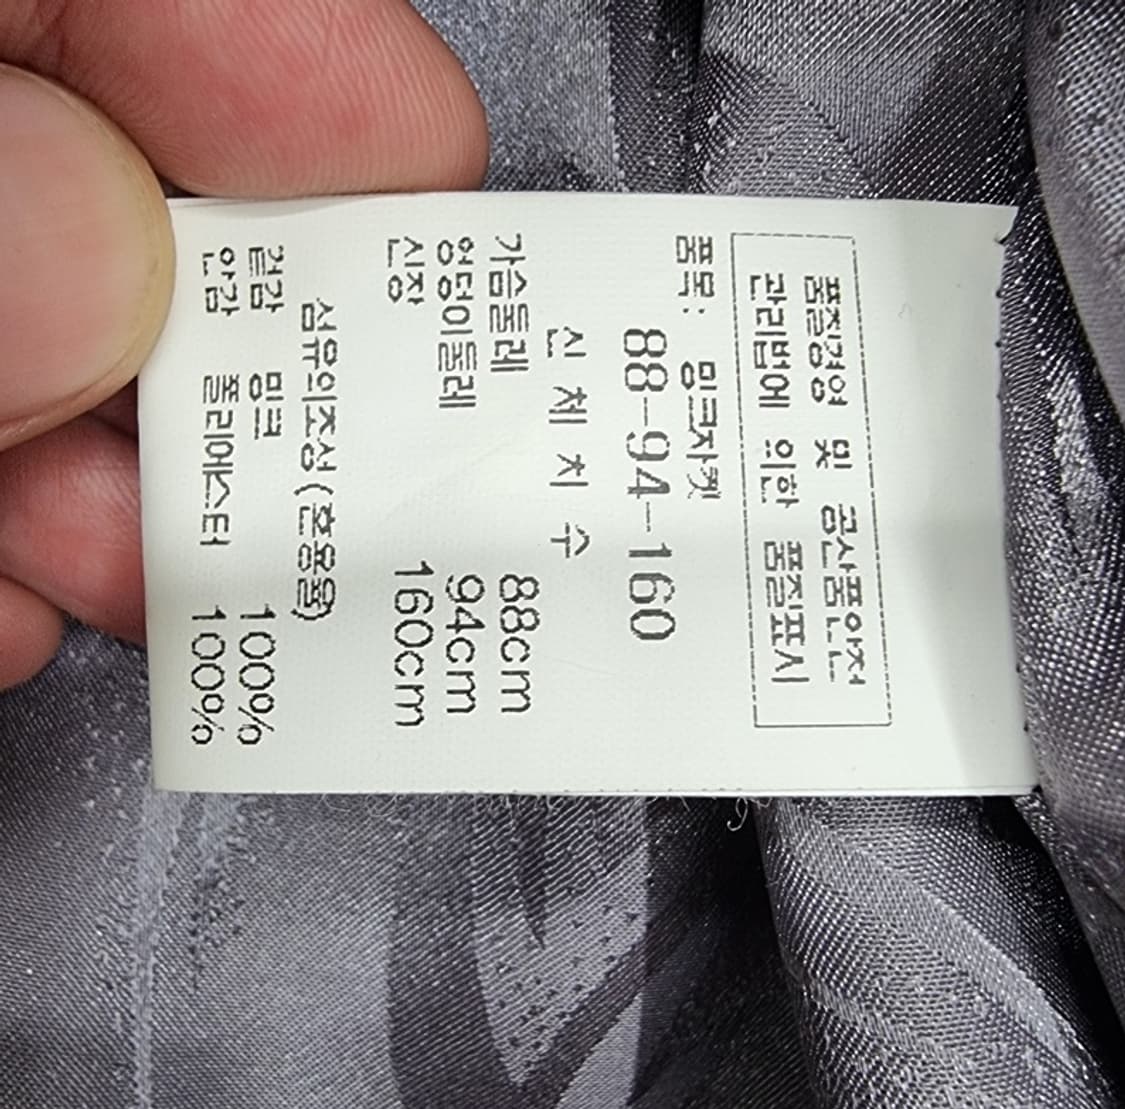 품질경영 및 공산품안전
관리법에 의한 품질표시
품목: 밍크자켓
88-94-160
신 체 치 수
가슴둘레 88cm
엉덩이둘레 94cm
신장 160cm
섬유의조성(혼용율)
겉감 밍크 100%
안감 폴리에스터 100%